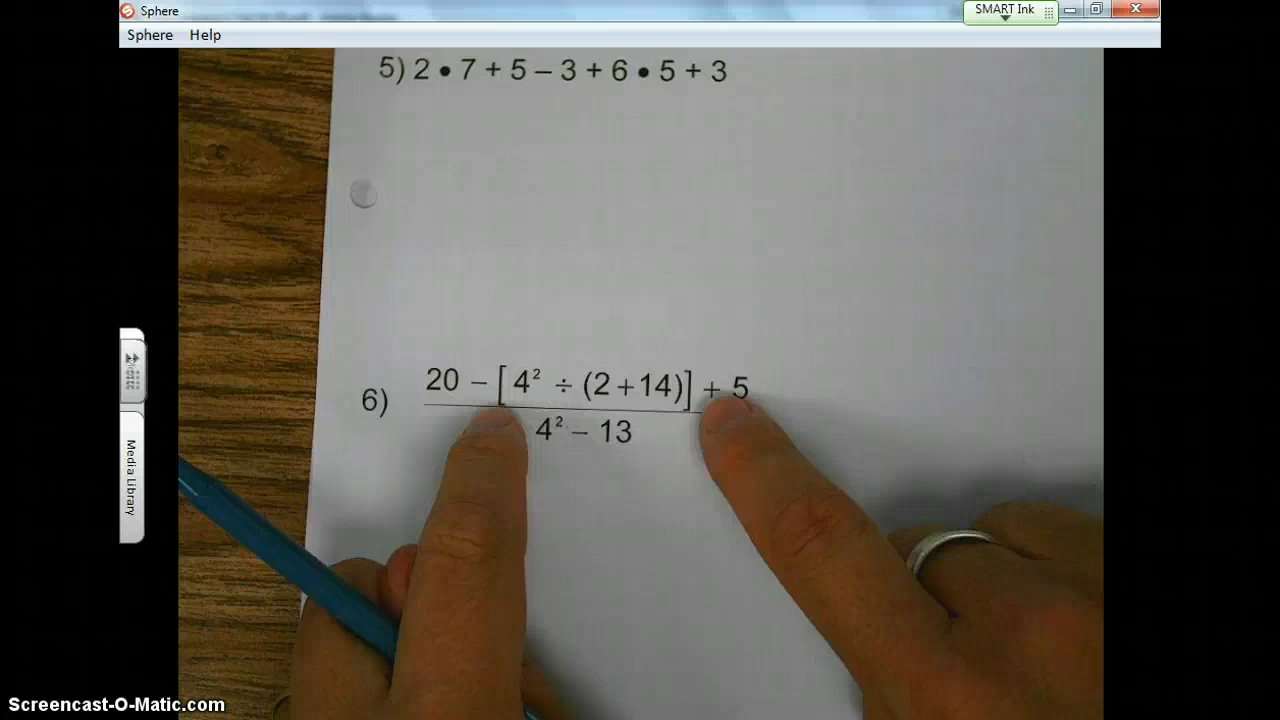 Sphere
SMART Ink
Sphere Help
5) 2 • 7 + 5 – 3 + 6 • 5 + 3
6) 20 – [ 4² ÷ (2 + 14)] + 5
4² – 13
Media Library
Screencast-O-Matic.com